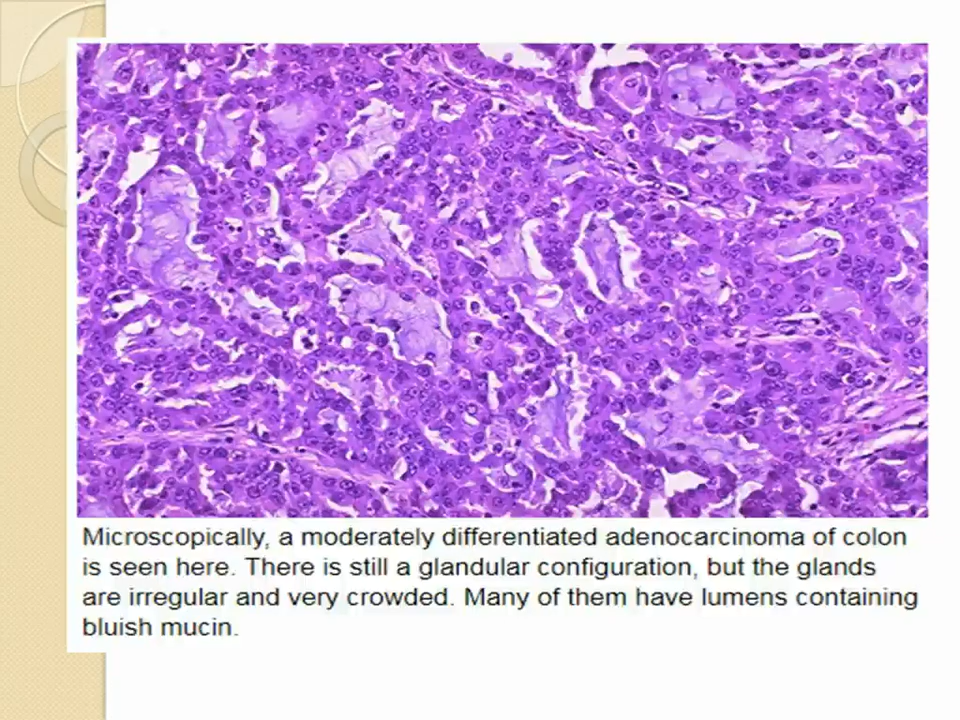 Microscopically, a moderately differentiated adenocarcinoma of colon
is seen here. There is still a glandular configuration, but the glands
are irregular and very crowded. Many of them have lumens containing
bluish mucin.